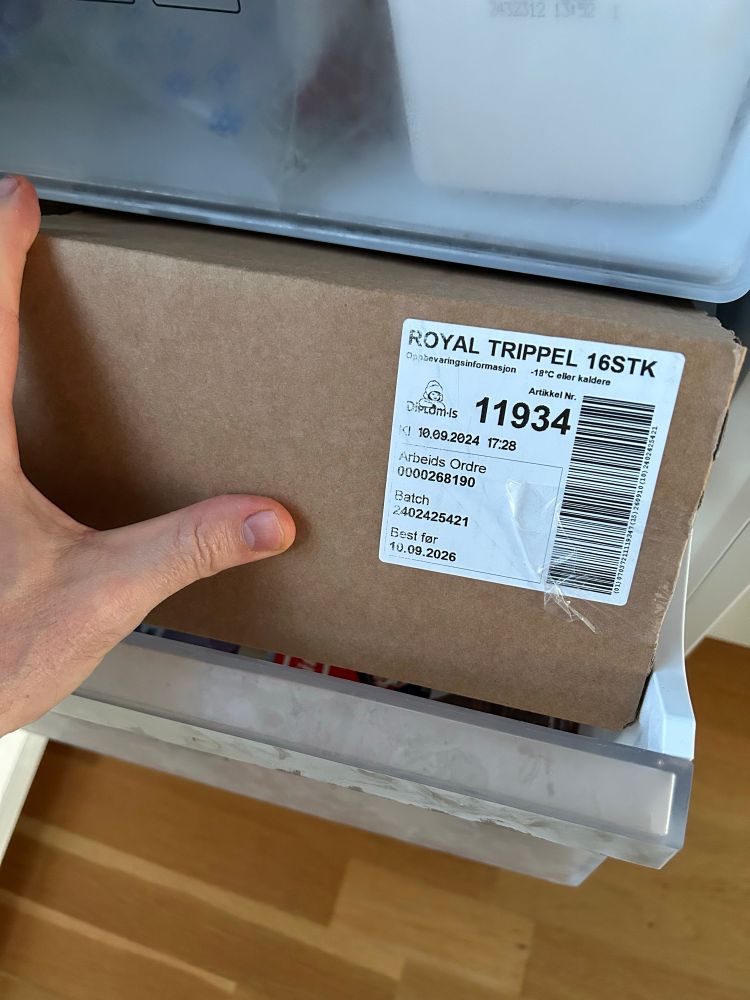 ROYAL TRIPPEL 16STK
Oppbevaringsinformasjon -18°C eller kaldere
Artikkel Nr.
Diplom-Is
11934
Kl 10.09.2024 17:28
Arbeids Ordre
0000268190
Batch
2402425421
Best før
10.09.2026